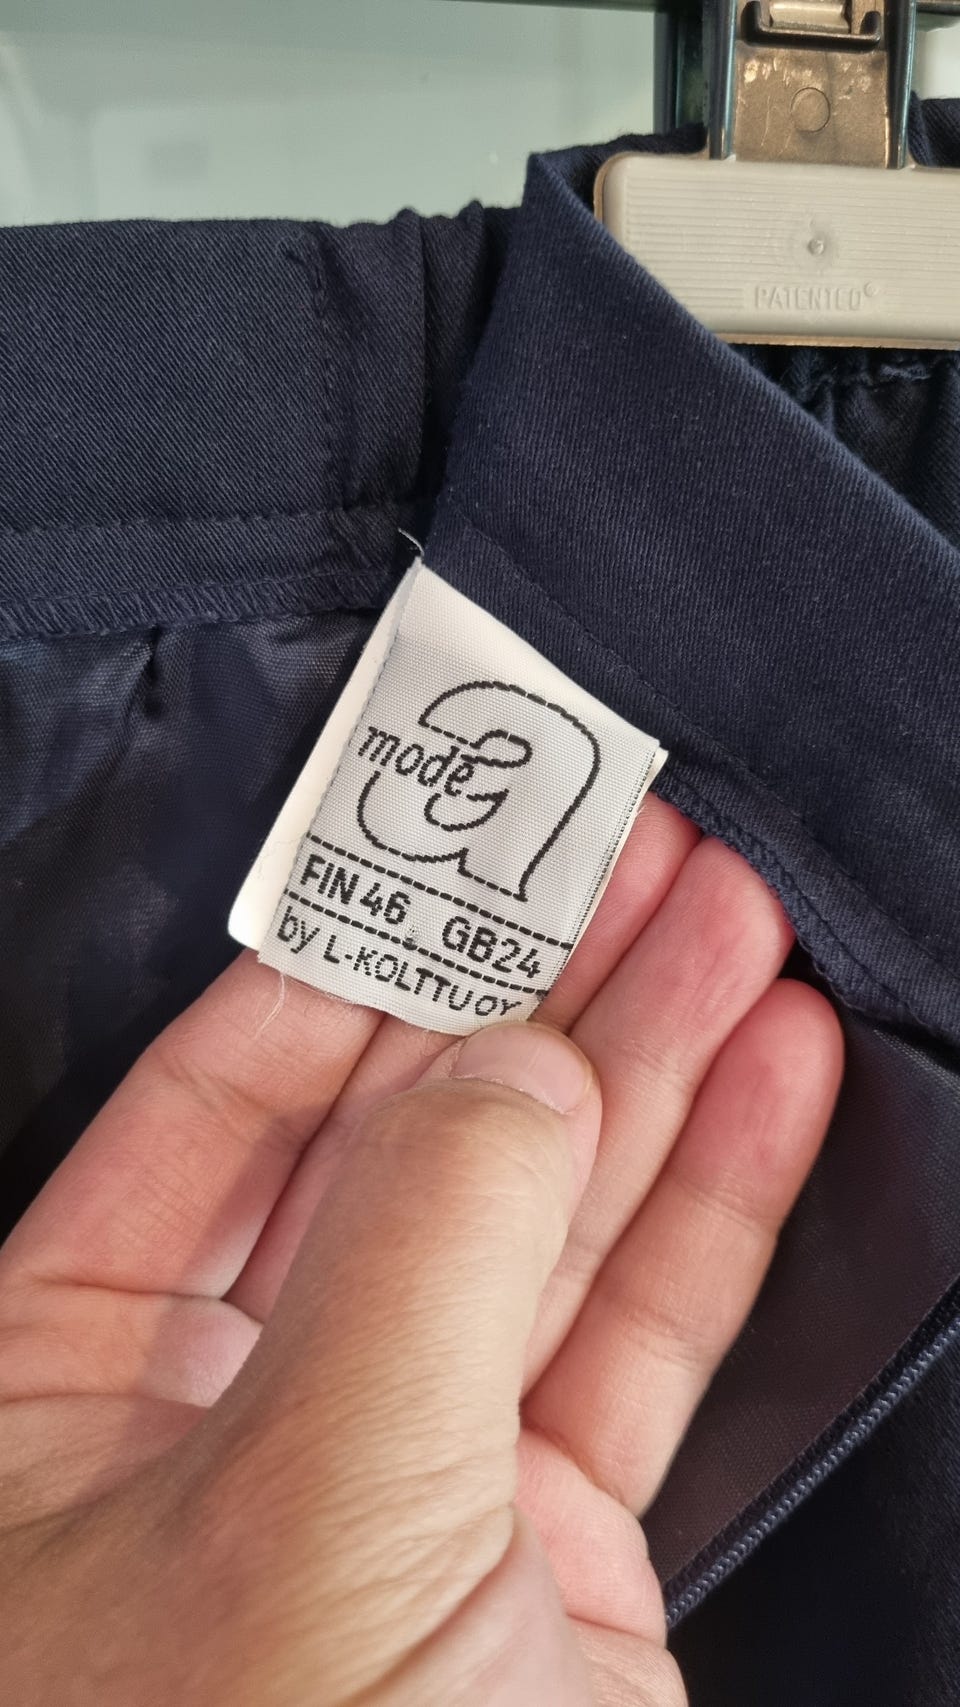 PATENTED
a
mode
FIN 46 GB24
by L-KOLTTU OY